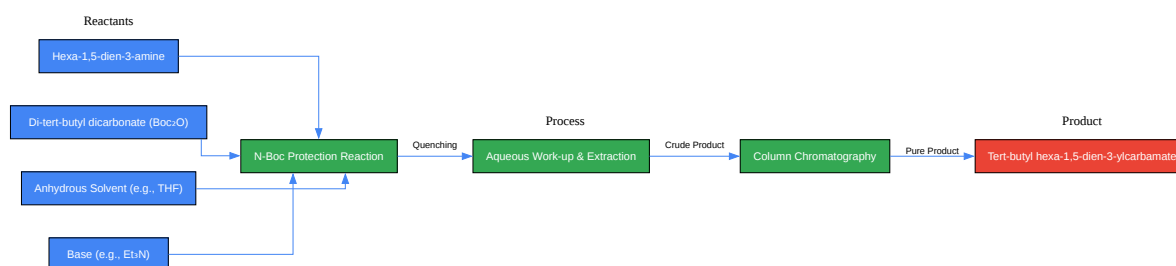 Reactants
Hexa-1,5-dien-3-amine
Di-tert-butyl dicarbonate (Boc₂O)
Anhydrous Solvent (e.g., THF)
Base (e.g., Et₃N)
Process
N-Boc Protection Reaction
Quenching
Aqueous Work-up & Extraction
Crude Product
Column Chromatography
Pure Product
Product
Tert-butyl hexa-1,5-dien-3-ylcarbamate